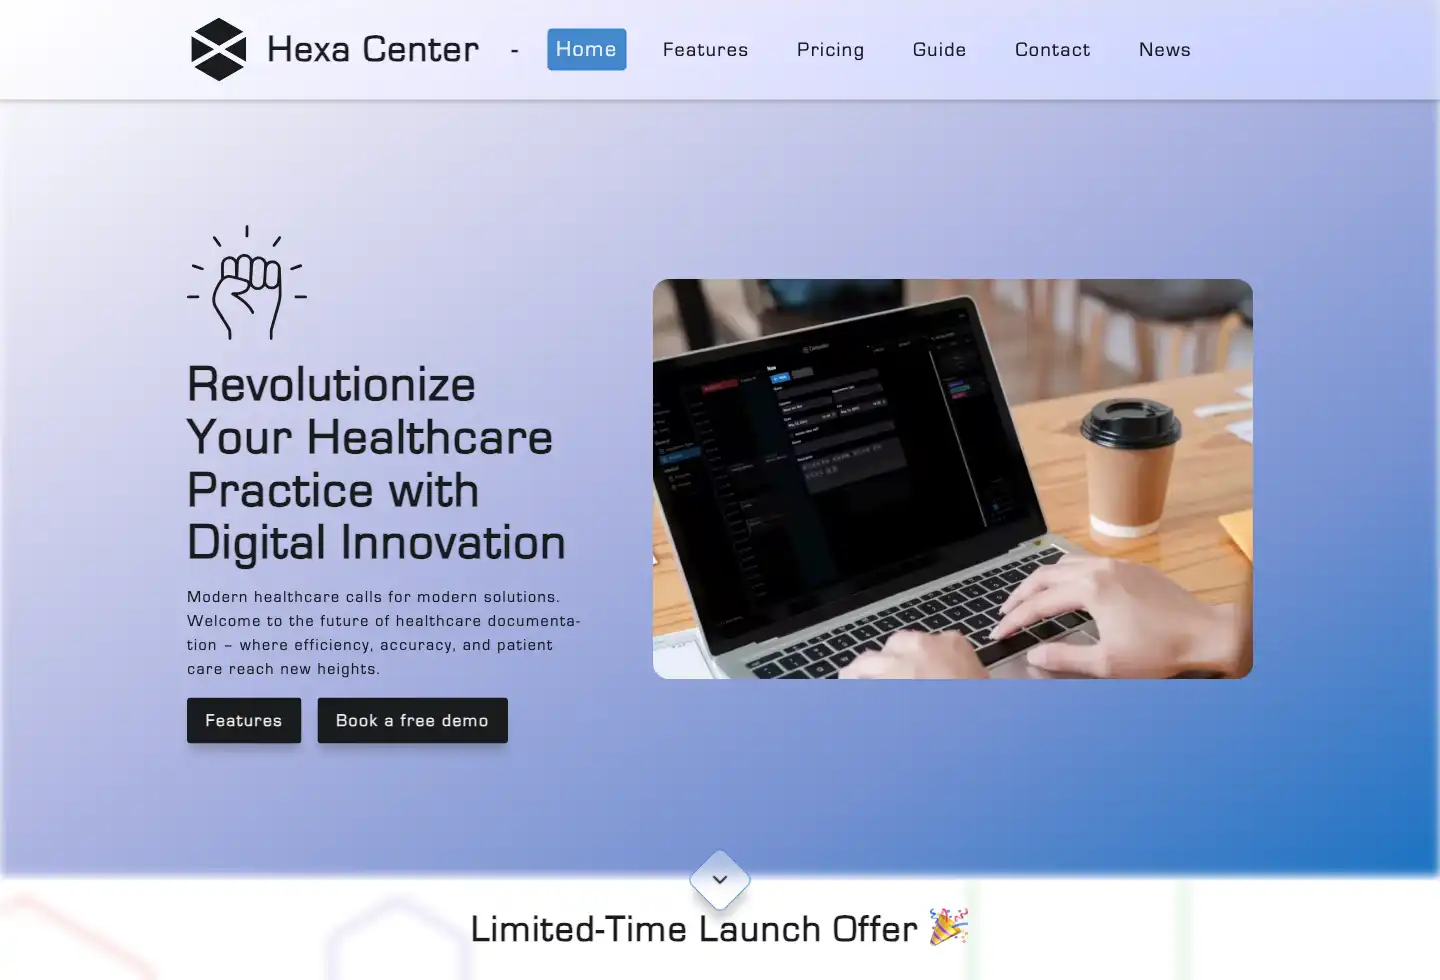 Hexa Center - Home Features Pricing Guide Contact News
Revolutionize
Your Healthcare
Practice with
Digital Innovation
Modern healthcare calls for modern solutions.
Welcome to the future of healthcare documenta-
tion – where efficiency, accuracy, and patient
care reach new heights.
Features Book a free demo
Limited-Time Launch Offer 🎉